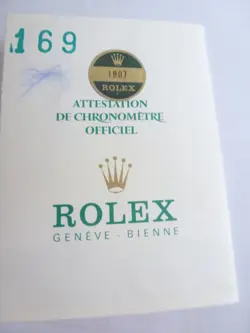 169
1907
ROLEX
ATTESTATION
DE CHRONOMÈTRE
OFFICIEL
ROLEX
GENÈVE - BIENNE